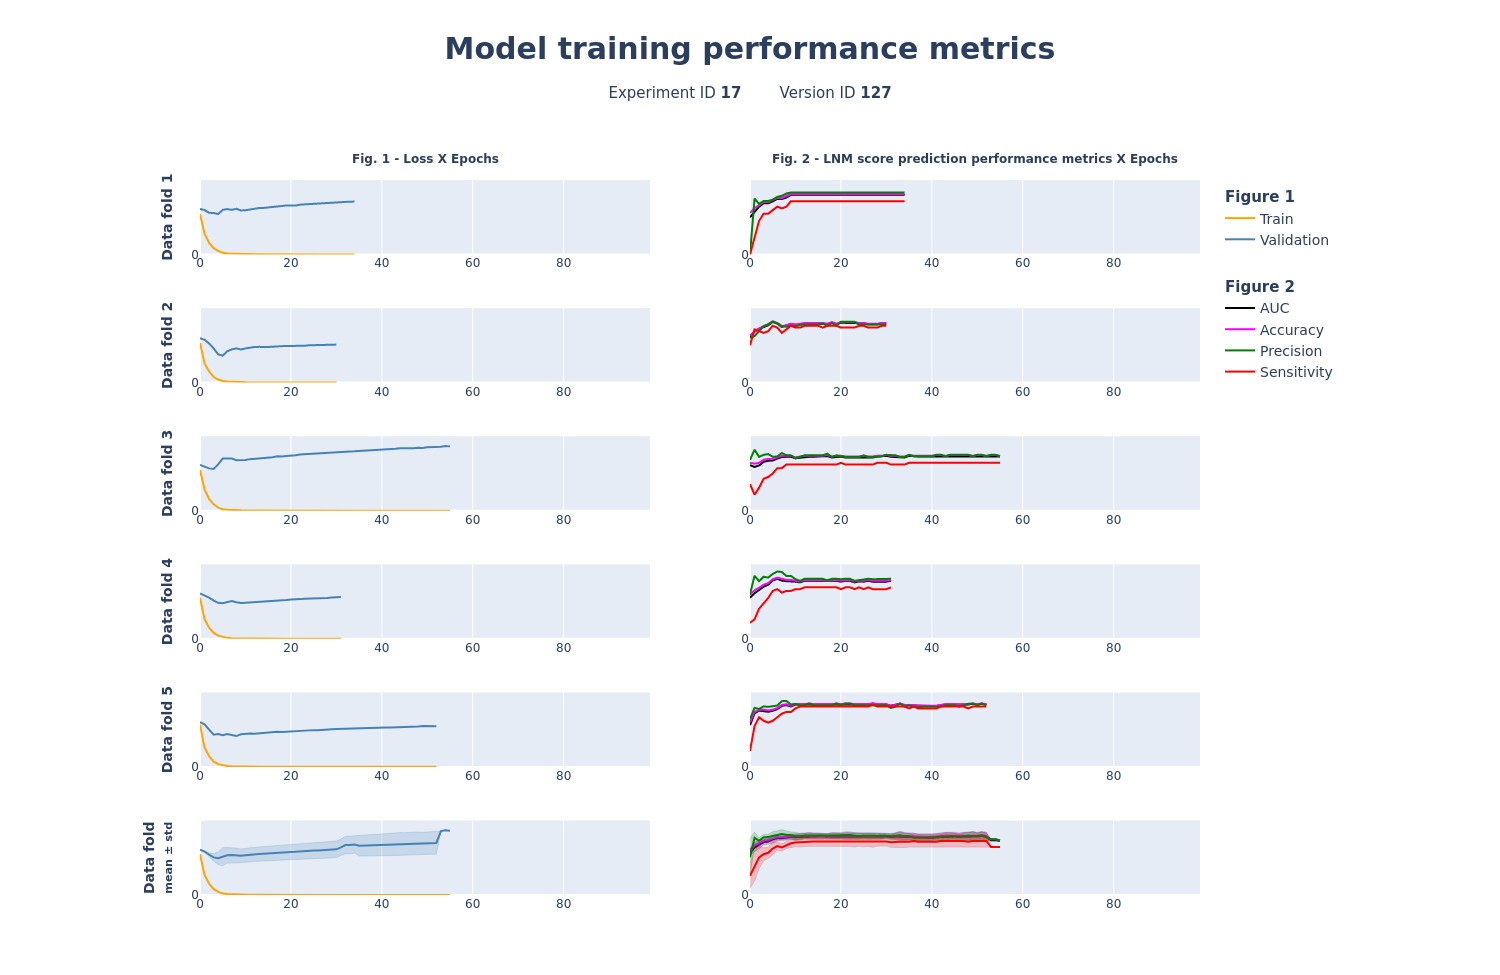 Model training performance metrics
Experiment ID 17 Version ID 127
Fig. 1 - Loss X Epochs
Fig. 2 - LNM score prediction performance metrics X Epochs
Data fold 1
0
0 20 40 60 80
0
0 20 40 60 80
Figure 1
Train
Validation
Figure 2
AUC
Accuracy
Precision
Sensitivity
Data fold 2
0
0 20 40 60 80
0
0 20 40 60 80
Data fold 3
0
0 20 40 60 80
0
0 20 40 60 80
Data fold 4
0
0 20 40 60 80
0
0 20 40 60 80
Data fold 5
0
0 20 40 60 80
0
0 20 40 60 80
Data fold
mean ± std
0
0 20 40 60 80
0
0 20 40 60 80